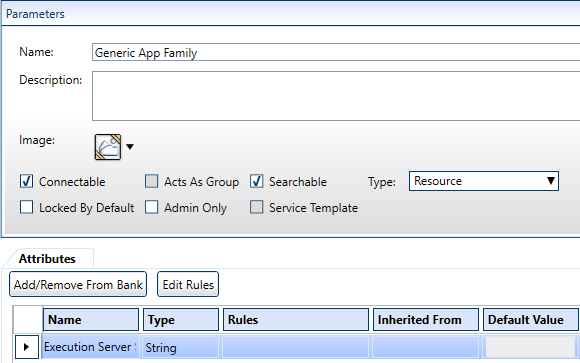 Parameters
Name: Generic App Family
Description:
Image:
Connectable Acts As Group Searchable Type: Resource
Locked By Default Admin Only Service Template
Attributes
Add/Remove From Bank Edit Rules
Name Type Rules Inherited From Default Value
Execution Server String